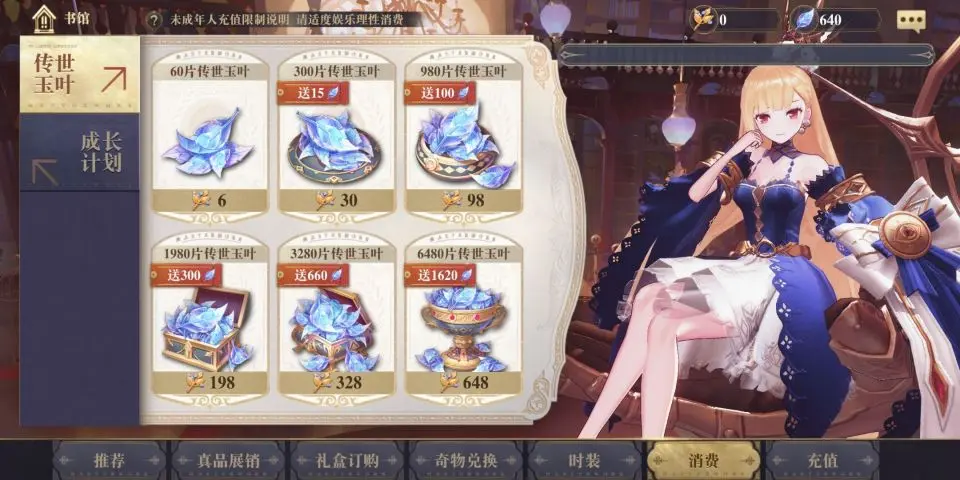 书馆
? 未成年人充值限制说明 请适度娱乐理性消费
0
640
传世
玉叶
成长
计划
60片传世玉叶
6
300片传世玉叶
送15
30
980片传世玉叶
送100
98
1980片传世玉叶
送300
198
3280片传世玉叶
送660
328
6480片传世玉叶
送1620
648
推荐
真品展销
礼盒订购
奇物兑换
时装
消费
充值